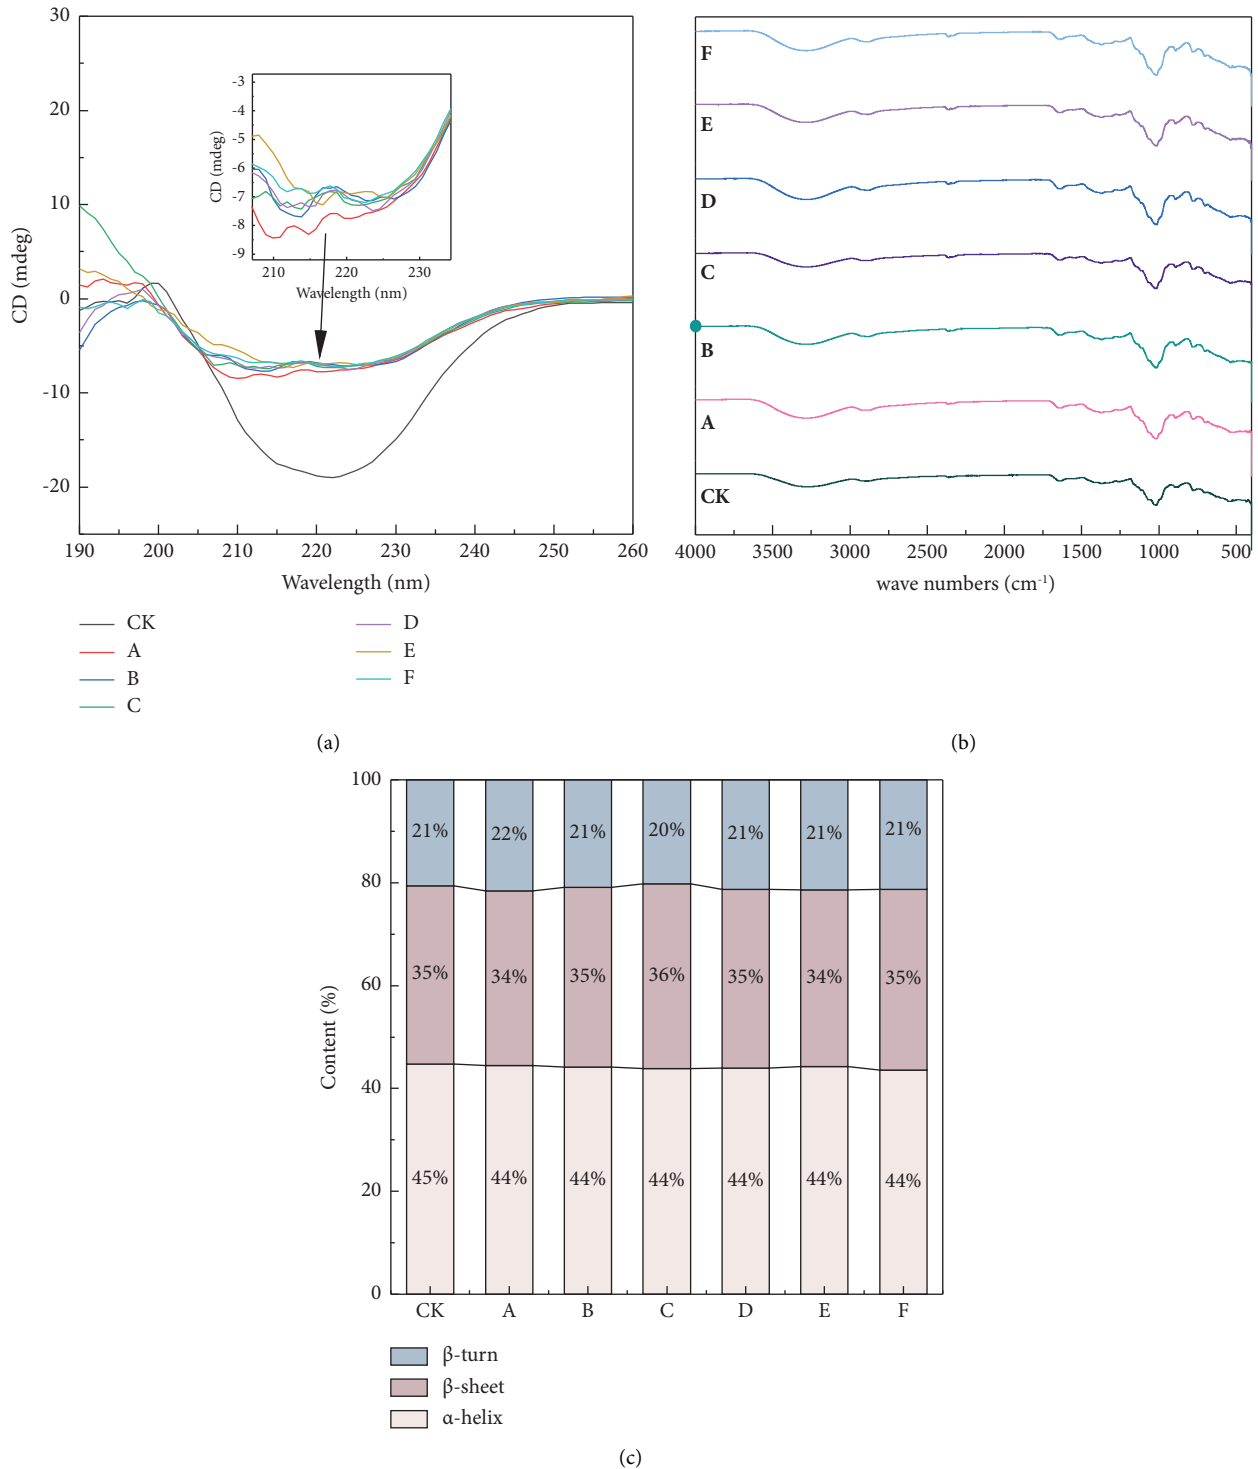 30
20
10
0
-10
-20
CD (mdeg)
190 200 210 220 230 240 250 260
Wavelength (nm)
-3
-4
-5
-6
-7
-8
-9
CD (mdeg)
210 220 230
Wavelength (nm)
CK
A
B
C
D
E
F
(a)
F
E
D
C
B
A
CK
4000 3500 3000 2500 2000 1500 1000 500
wave numbers (cm-1)
(b)
100
80
60
40
20
0
Content (%)
21% 22% 21% 20% 21% 21% 21%
35% 34% 35% 36% 35% 34% 35%
45% 44% 44% 44% 44% 44% 44%
CK A B C D E F
β-turn
β-sheet
α-helix
(c)